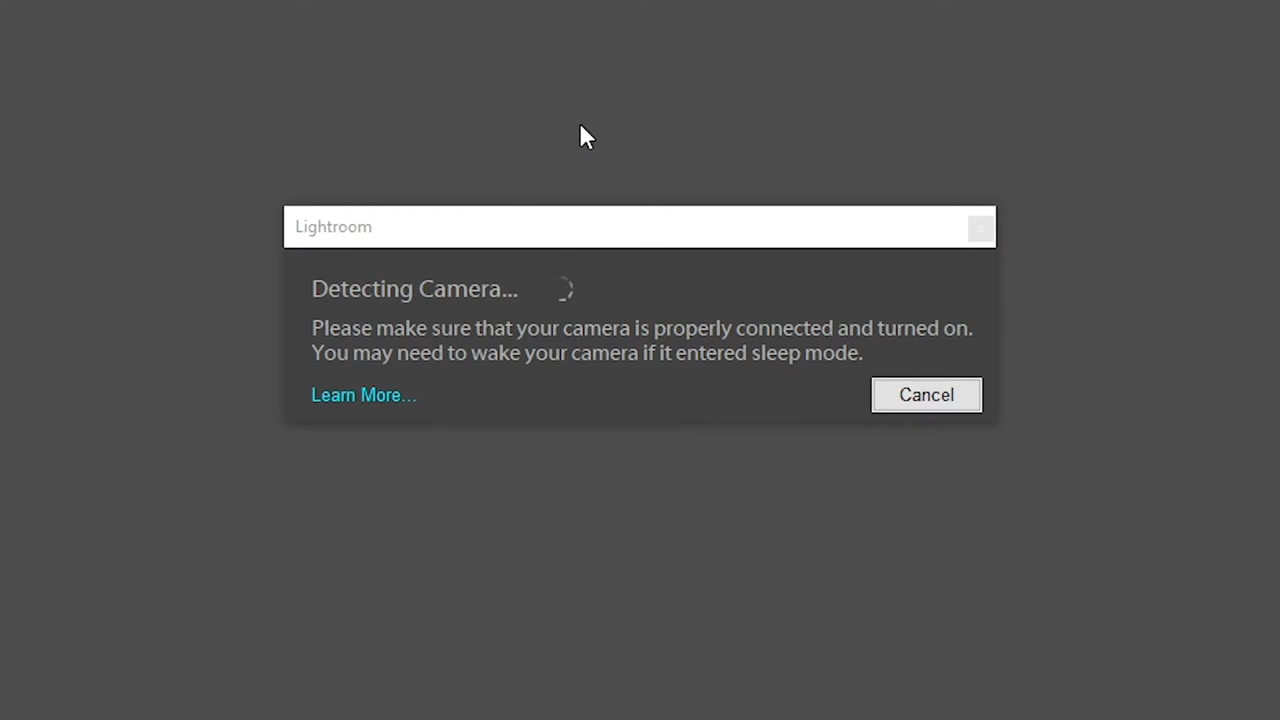 Lightroom
Detecting Camera...
Please make sure that your camera is properly connected and turned on.
You may need to wake your camera if it entered sleep mode.
Learn More...
Cancel